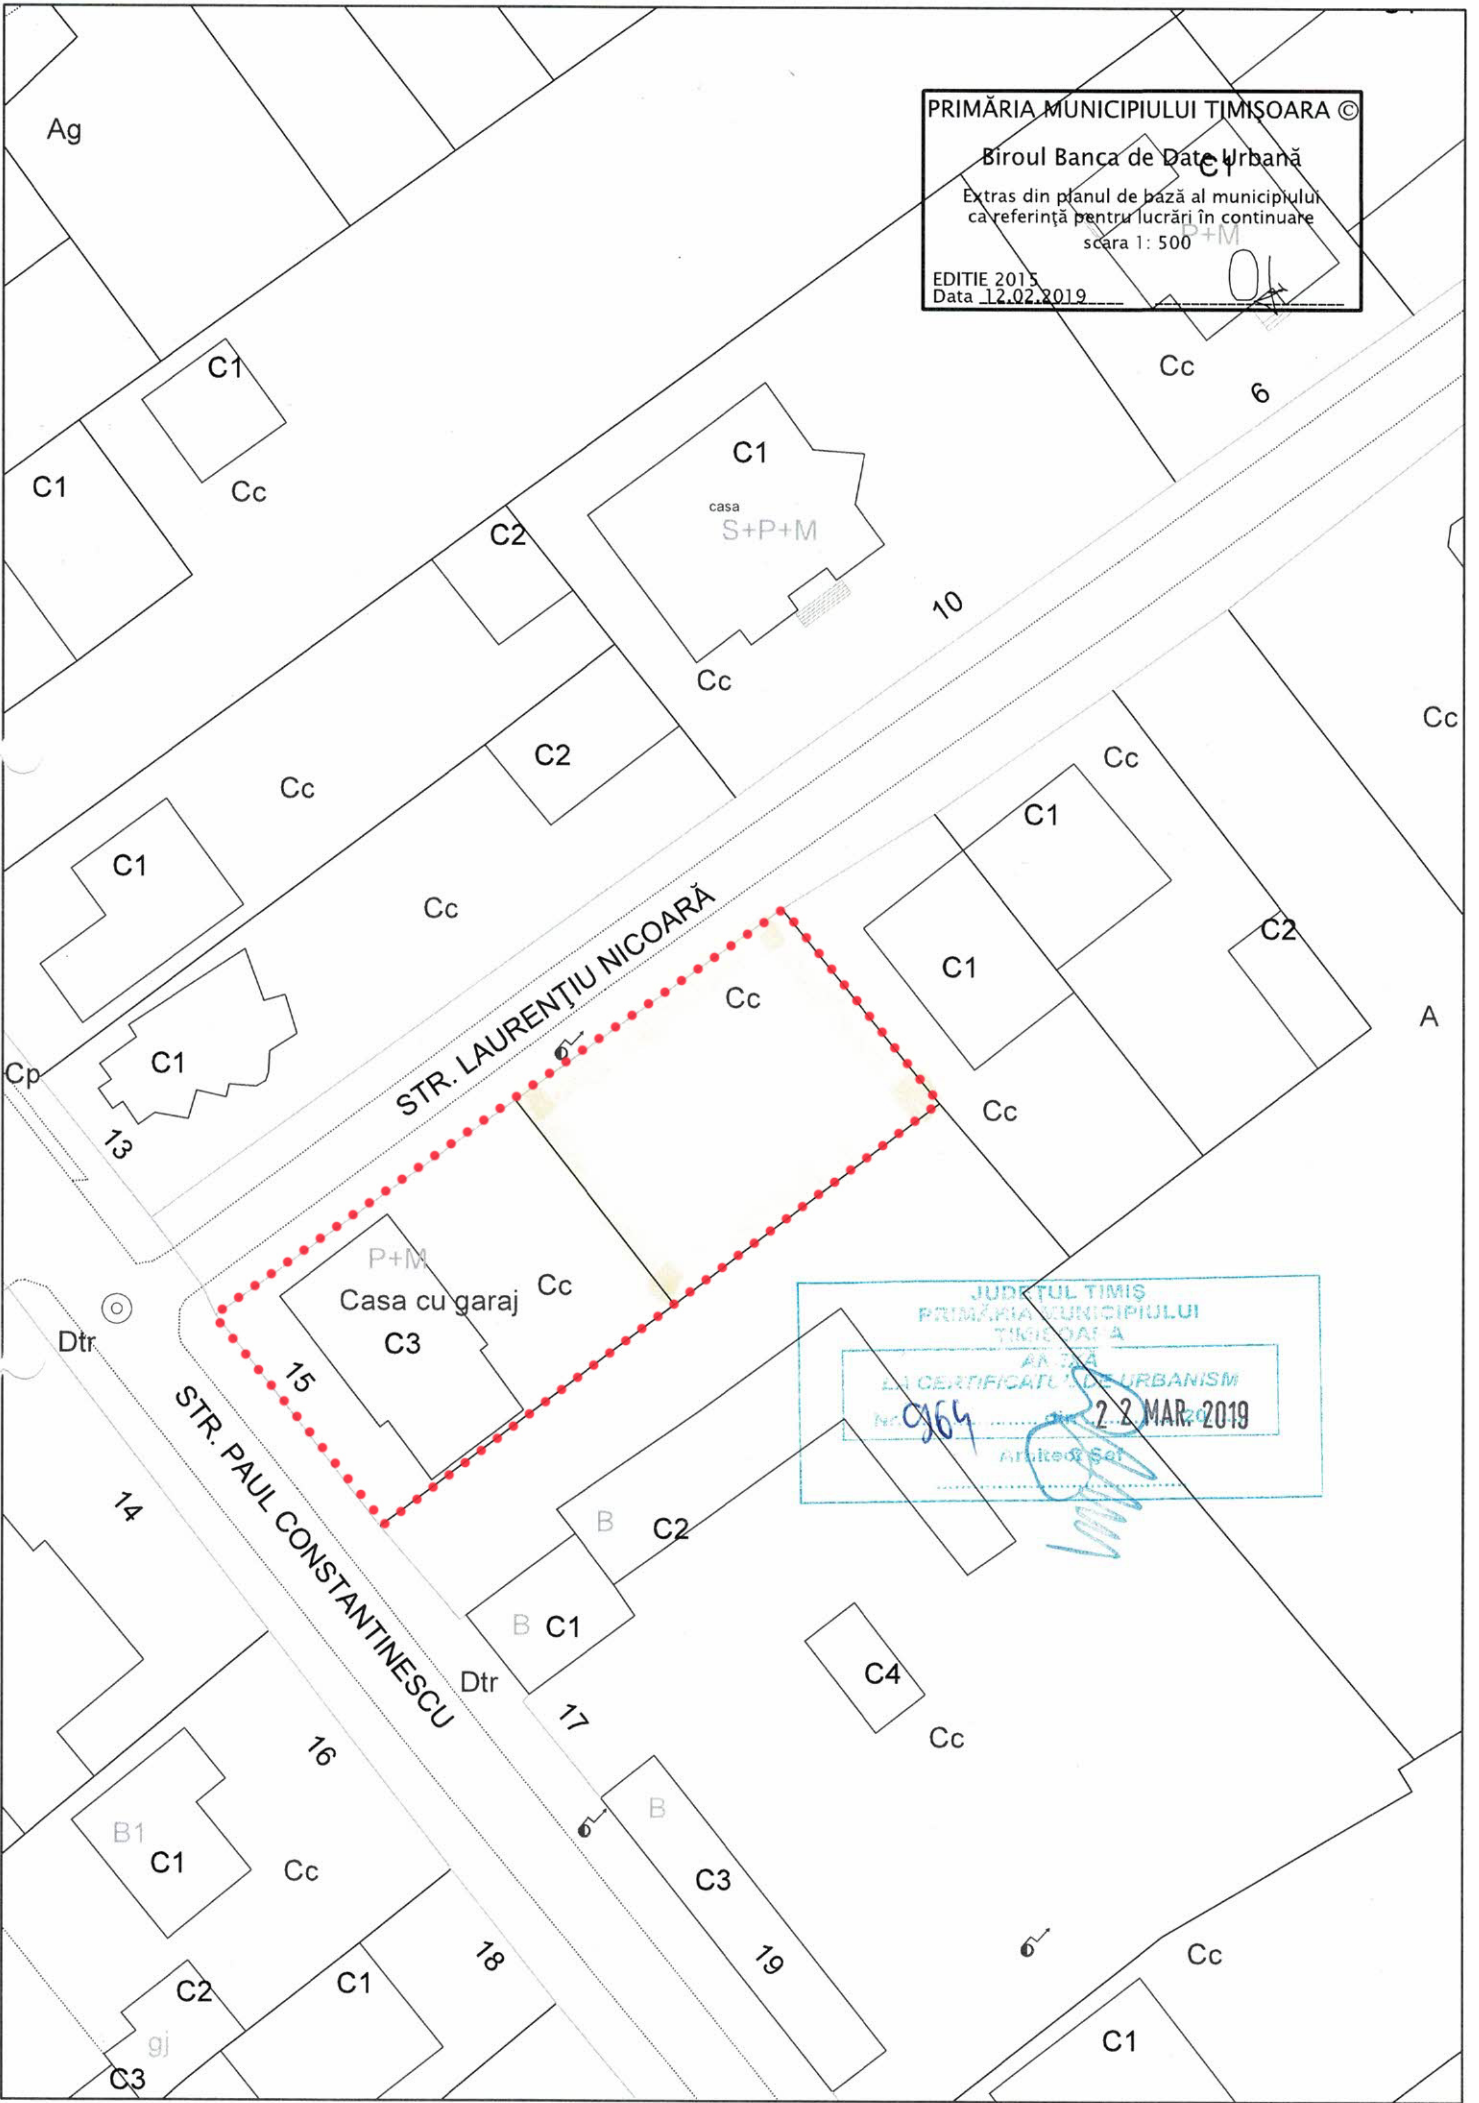 PRIMĂRIA MUNICIPIULUI TIMIŞOARA ©
Biroul Banca de Date Urbană
Extras din planul de bază al municipiului
ca referinţă pentru lucrări în continuare
scara 1: 500
EDITIE 2015
Data 12.02.2019
Ag
C1
P+M
Cc
6
C1
C1
Cc
C1
casa
S+P+M
C2
10
Cc
Cc
C2
Cc
Cc
C1
C1
Cc
C2
STR. LAURENŢIU NICOARĂ
C1
Cc
A
C1
Cp
Cc
13
P+M
Casa cu garaj
Cc
C3
15
Dtr
JUDEŢUL TIMIŞ
PRIMĂRIA MUNICIPIULUI
LA CERTIFICATUL DE URBANISM
964
22 MAR. 2019
Arhitect Şef
STR. PAUL CONSTANTINESCU
14
B
C2
B
C1
C4
Dtr
17
Cc
16
B1
C1
Cc
B
C3
19
18
Cc
C2
C1
gj
C3
C1